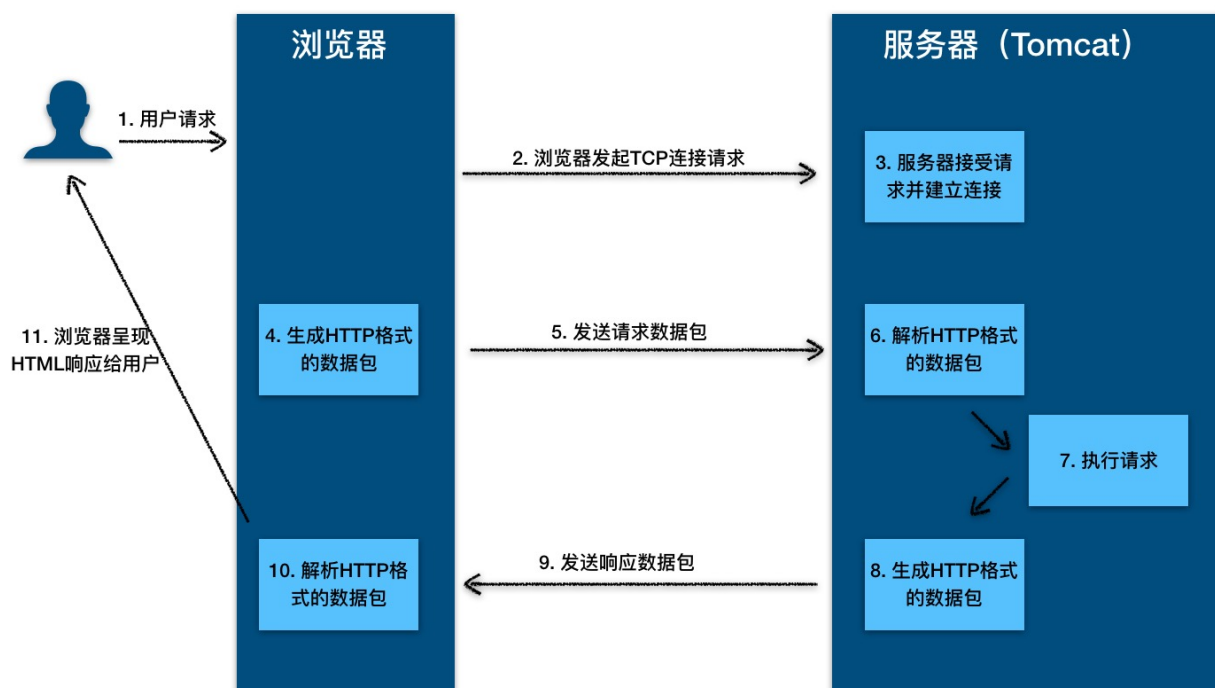 浏览器
服务器（Tomcat）
1. 用户请求
2. 浏览器发起TCP连接请求
3. 服务器接受请
求并建立连接
4. 生成HTTP格式
的数据包
5. 发送请求数据包
6. 解析HTTP格式
的数据包
7. 执行请求
8. 生成HTTP格式
的数据包
9. 发送响应数据包
10. 解析HTTP格
式的数据包
11. 浏览器呈现
HTML响应给用户